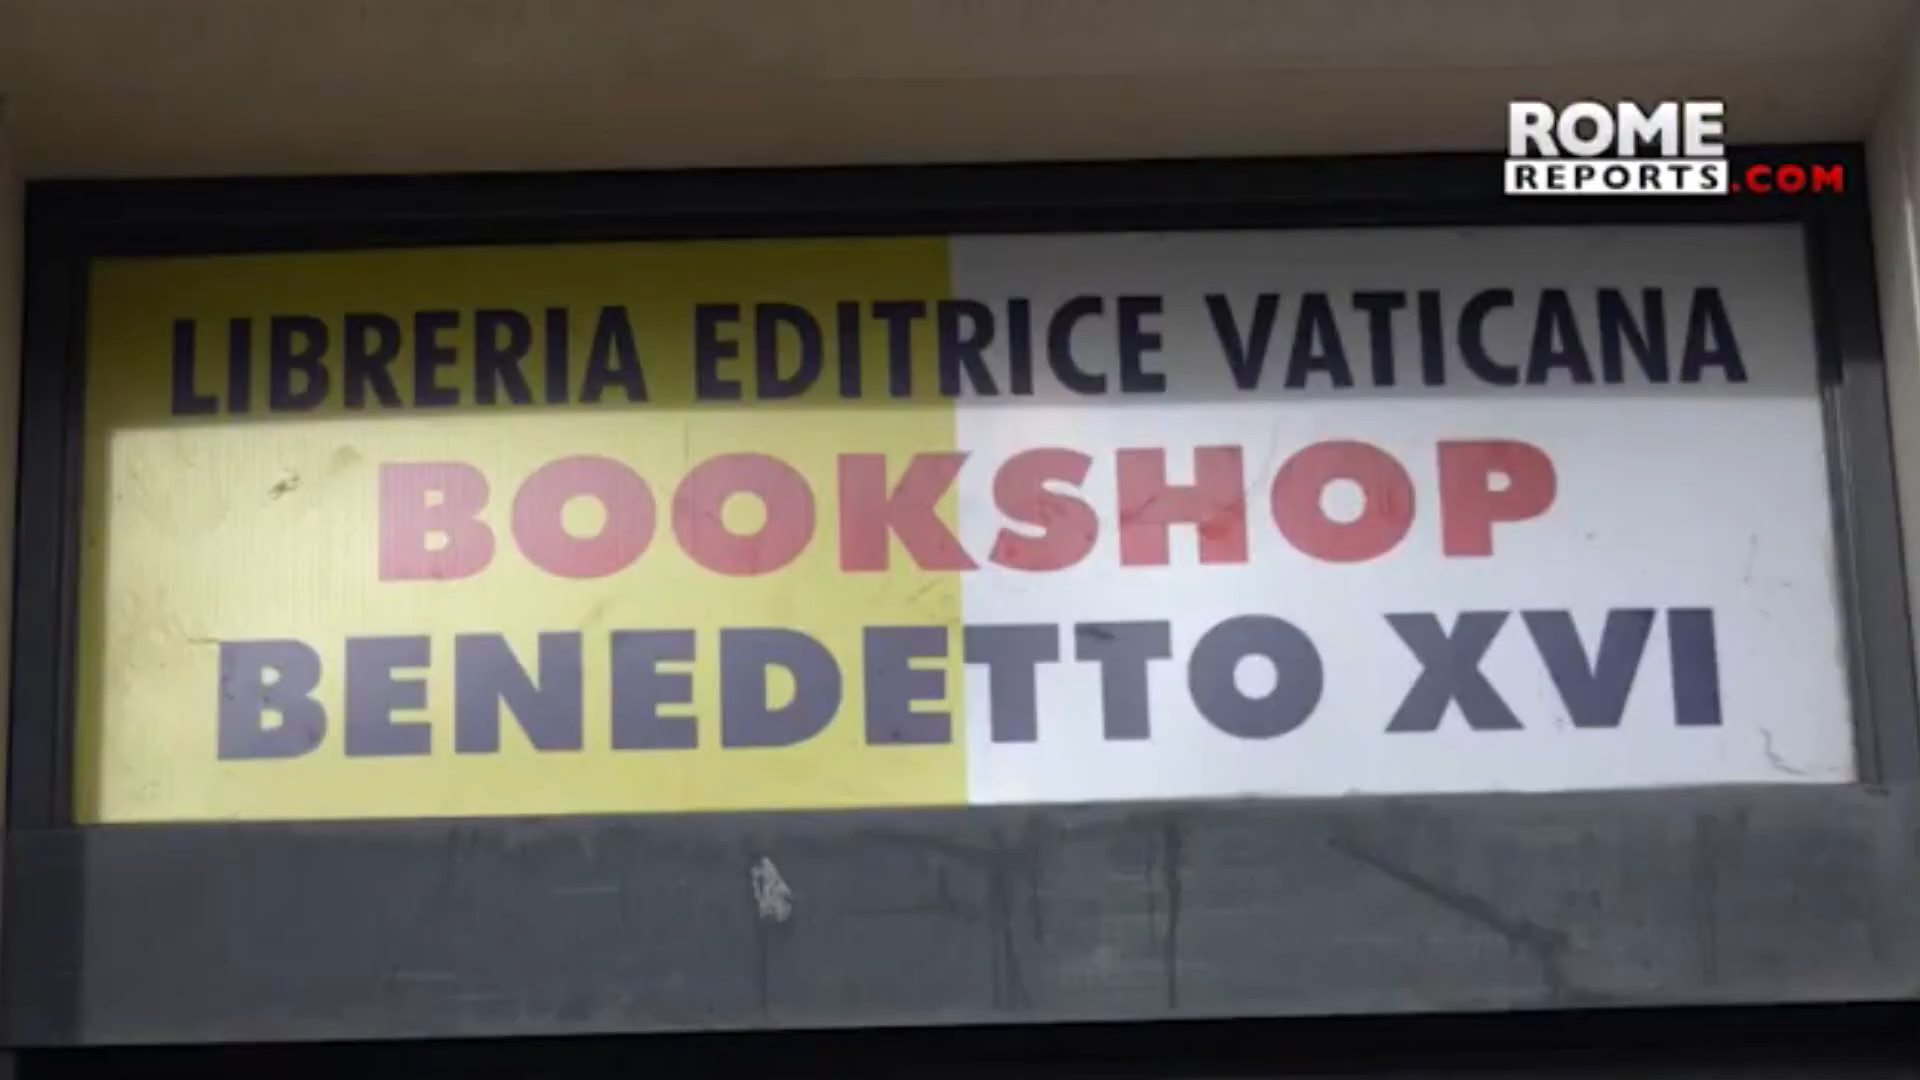 ROME
REPORTS.COM
LIBRERIA EDITRICE VATICANA
BOOKSHOP
BENEDETTO XVI